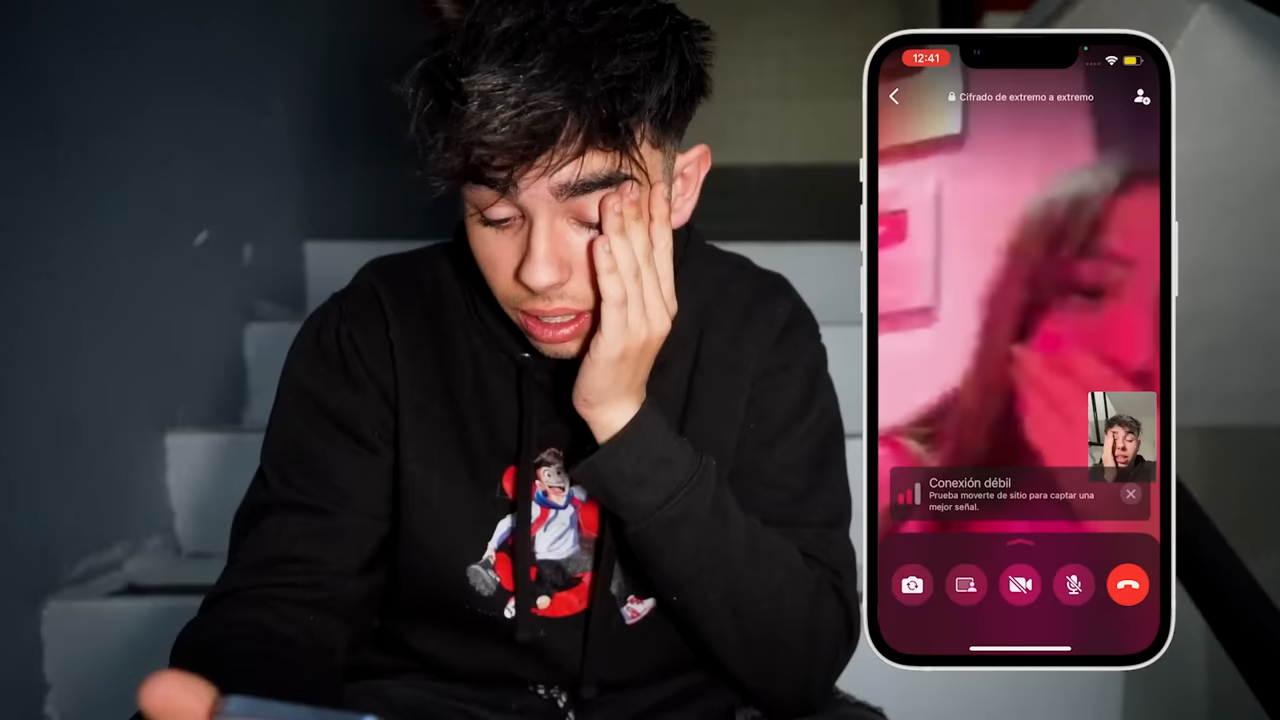 12:41
Cifrado de extremo a extremo
Conexión débil
Prueba moverte de sitio para captar una
mejor señal.